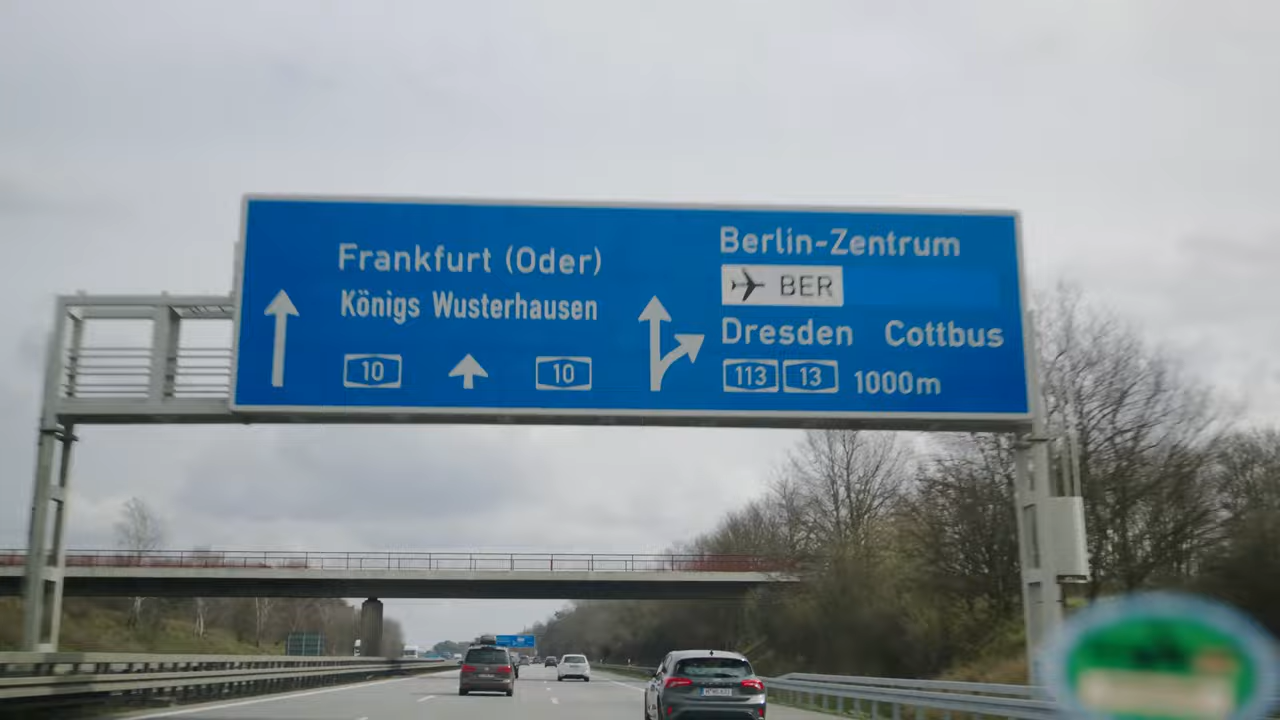 Frankfurt (Oder)
Königs Wusterhausen
10
10
Berlin-Zentrum
BER
Dresden Cottbus
113 13 1000m